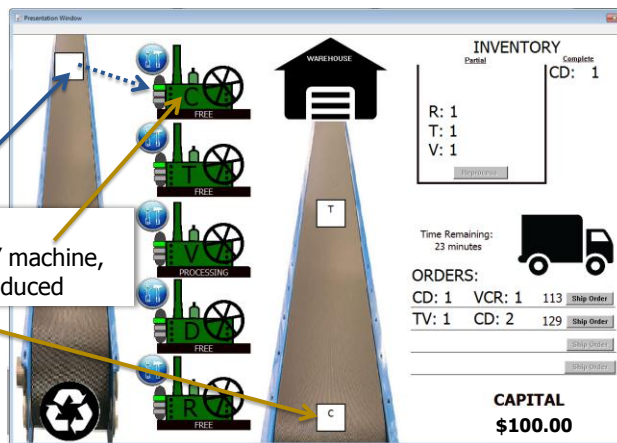 Presentation Window
C
FREE
T
FREE
V
PROCESSING
D
FREE
R
FREE
machine,
WAREHOUSE
T
C
INVENTORY
Partial
Complete
CD: 1
R: 1
T: 1
V: 1
Reprocess
Time Remaining:
23 minutes
ORDERS:
CD: 1 VCR: 1 113 Ship Order
TV: 1 CD: 2 129 Ship Order
Ship Order
Ship Order
CAPITAL
$100.00